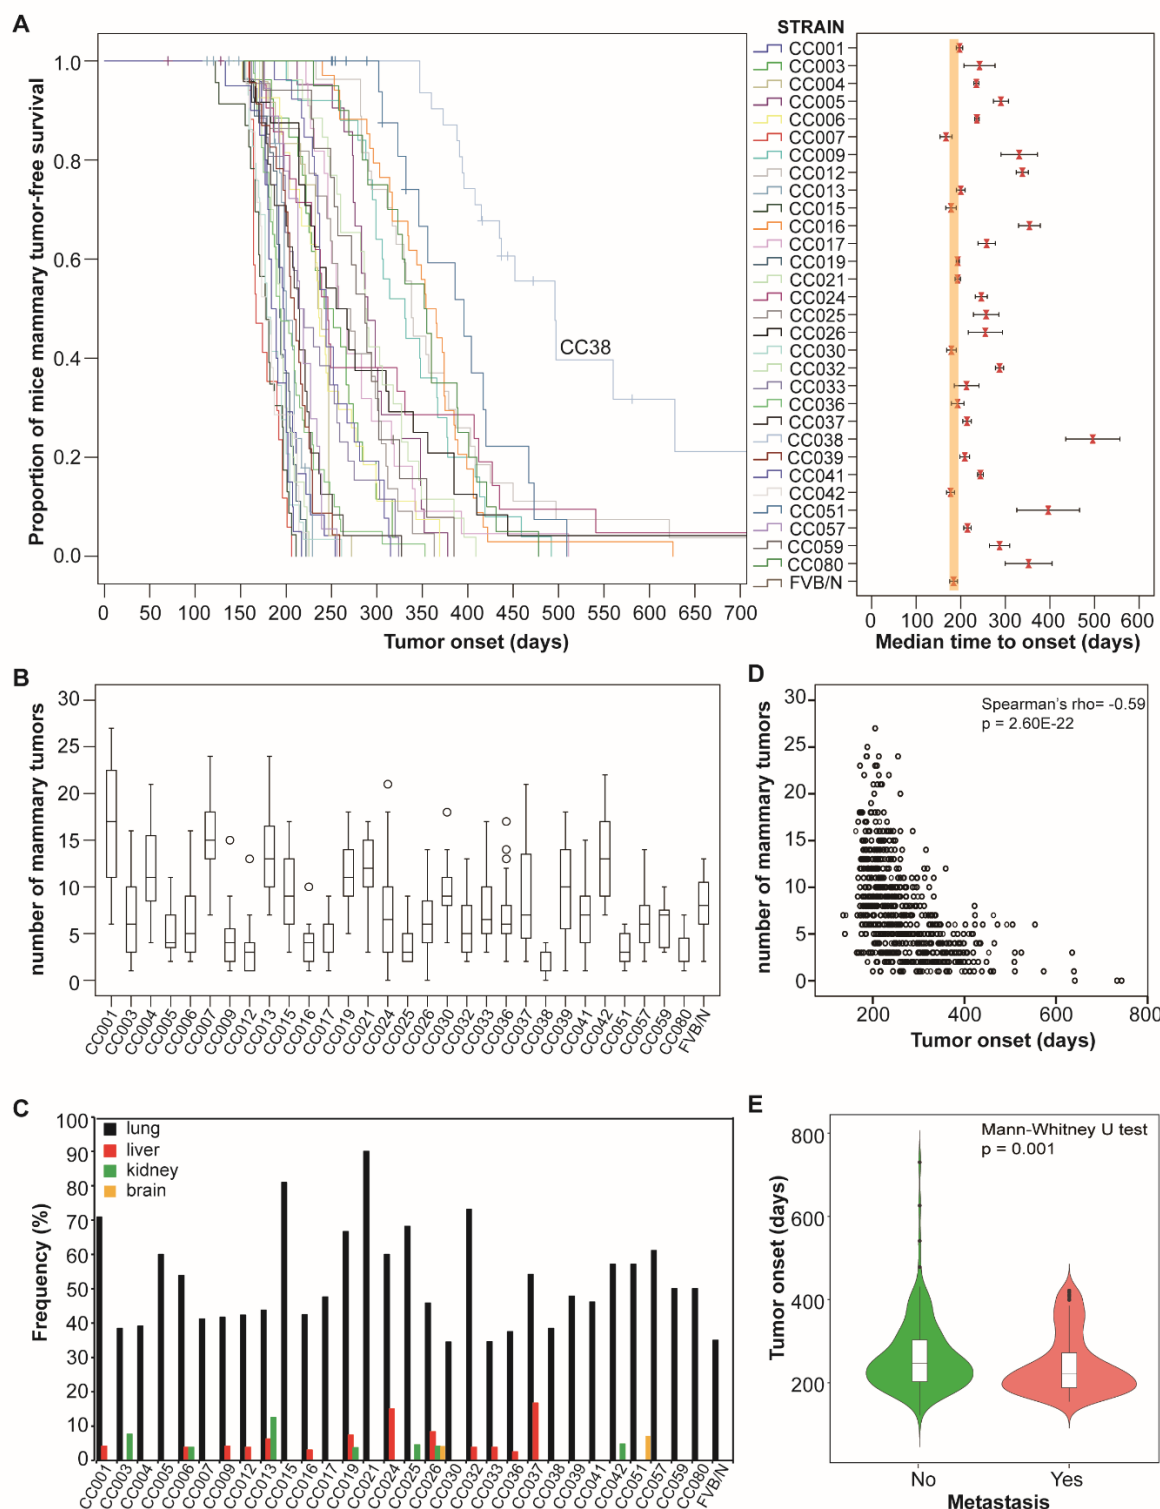 A
Proportion of mice mammary tumor-free survival
1.0
0.8
0.6
0.4
0.2
0.0
CC38
0 50 100 150 200 250 300 350 400 450 500 550 600 650 700
Tumor onset (days)
STRAIN
CC001
CC003
CC004
CC005
CC006
CC007
CC009
CC012
CC013
CC015
CC016
CC017
CC019
CC021
CC024
CC025
CC026
CC030
CC032
CC033
CC036
CC037
CC038
CC039
CC041
CC042
CC051
CC057
CC059
CC080
FVB/N
0 100 200 300 400 500 600
Median time to onset (days)
B
number of mammary tumors
30
25
20
15
10
5
0
CC001
CC003
CC004
CC005
CC006
CC007
CC009
CC012
CC013
CC015
CC016
CC017
CC019
CC021
CC024
CC025
CC026
CC030
CC032
CC033
CC036
CC037
CC038
CC039
CC041
CC042
CC051
CC057
CC059
CC080
FVB/N
D
number of mammary tumors
30
25
20
15
10
5
0
Spearman's rho= -0.59
p = 2.60E-22
200 400 600 800
Tumor onset (days)
C
Frequency (%)
100
90
80
70
60
50
40
30
20
10
0
lung
liver
kidney
brain
CC001
CC003
CC004
CC005
CC006
CC007
CC009
CC012
CC013
CC015
CC016
CC017
CC019
CC021
CC024
CC025
CC026
CC030
CC032
CC033
CC036
CC037
CC038
CC039
CC041
CC042
CC051
CC057
CC059
CC080
FVB/N
E
Tumor onset (days)
800
600
400
200
Mann-Whitney U test
p = 0.001
No Yes
Metastasis